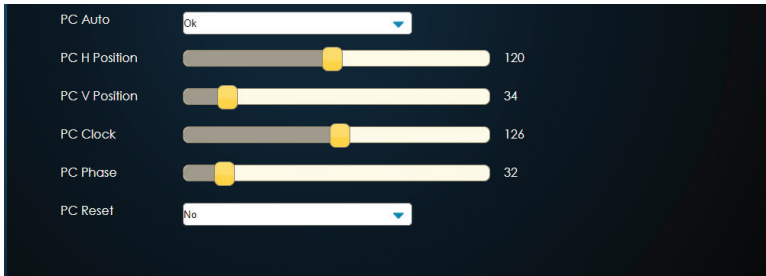 PC Auto Ok
PC H Position 120
PC V Position 34
PC Clock 126
PC Phase 32
PC Reset No